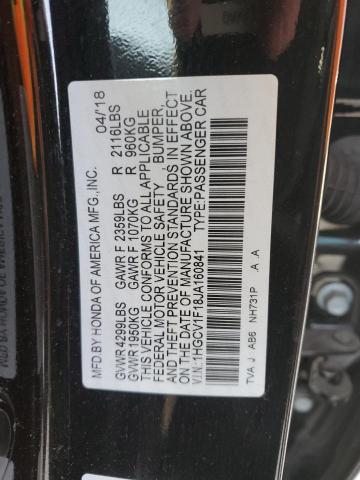 MFD.BY HONDA OF AMERICA MFG.,INC. 04/18
GVWR 4299LBS GAWR F 2359LBS R 2116LBS
GVWR 1950KG GAWR F 1070KG R 960KG
THIS VEHICLE CONFORMS TO ALL APPLICABLE
FEDERAL MOTOR VEHICLE SAFETY BUMPER,
AND THEFT PREVENTION STANDARDS IN EFFECT
ON THE DATE OF MANUFACTURE SHOWN ABOVE.
V.I.N.:1HGCV1F18JA160841 TYPE:PASSENGER CAR
TVA J. AB6 NH731P .A .A